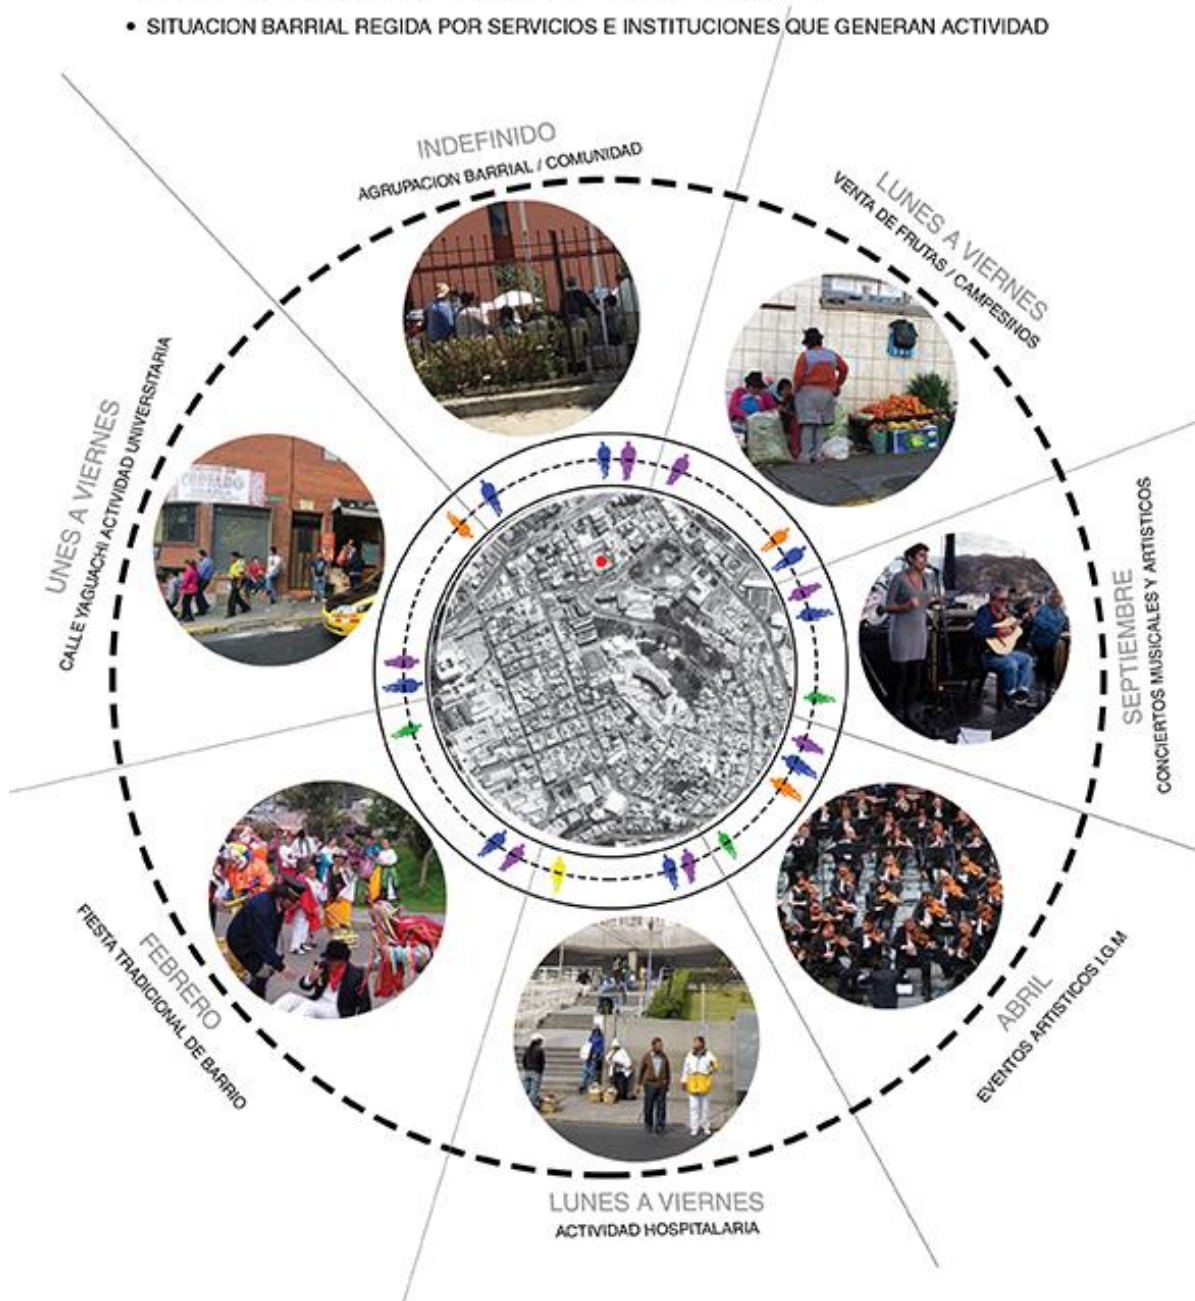 • SITUACION BARRIAL REGIDA POR SERVICIOS E INSTITUCIONES QUE GENERAN ACTIVIDAD
INDEFINIDO
AGRUPACION BARRIAL / COMUNIDAD
LUNES A VIERNES
VENTA DE FRUTAS / CAMPESINOS
SEPTIEMBRE
CONCIERTOS MUSICALES Y ARTISTICOS
ABRIL
EVENTOS ARTISTICOS I.G.M
LUNES A VIERNES
ACTIVIDAD HOSPITALARIA
FEBRERO
FIESTA TRADICIONAL DE BARRIO
UNES A VIERNES
CALLE YAGUACHI ACTIVIDAD UNIVERSITARIA